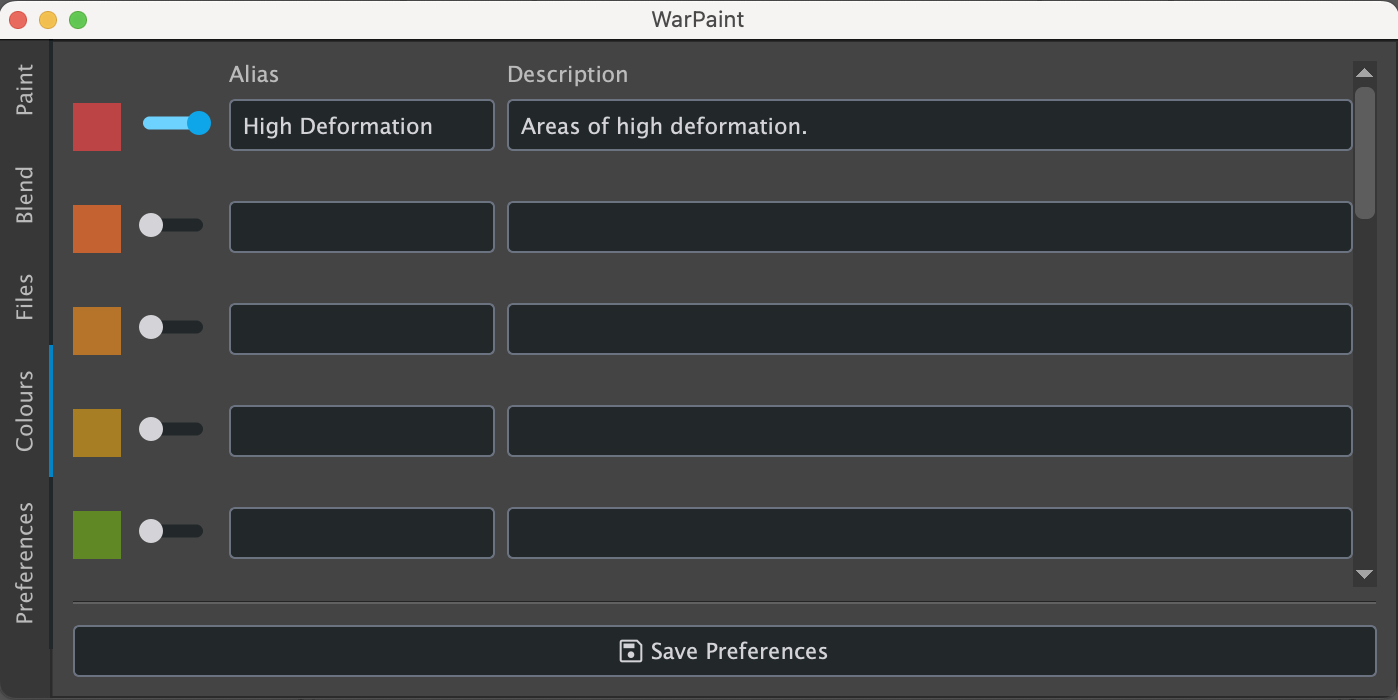 WarPaint
Paint
Blend
Files
Colours
Preferences
Alias Description
High Deformation Areas of high deformation.
Save Preferences